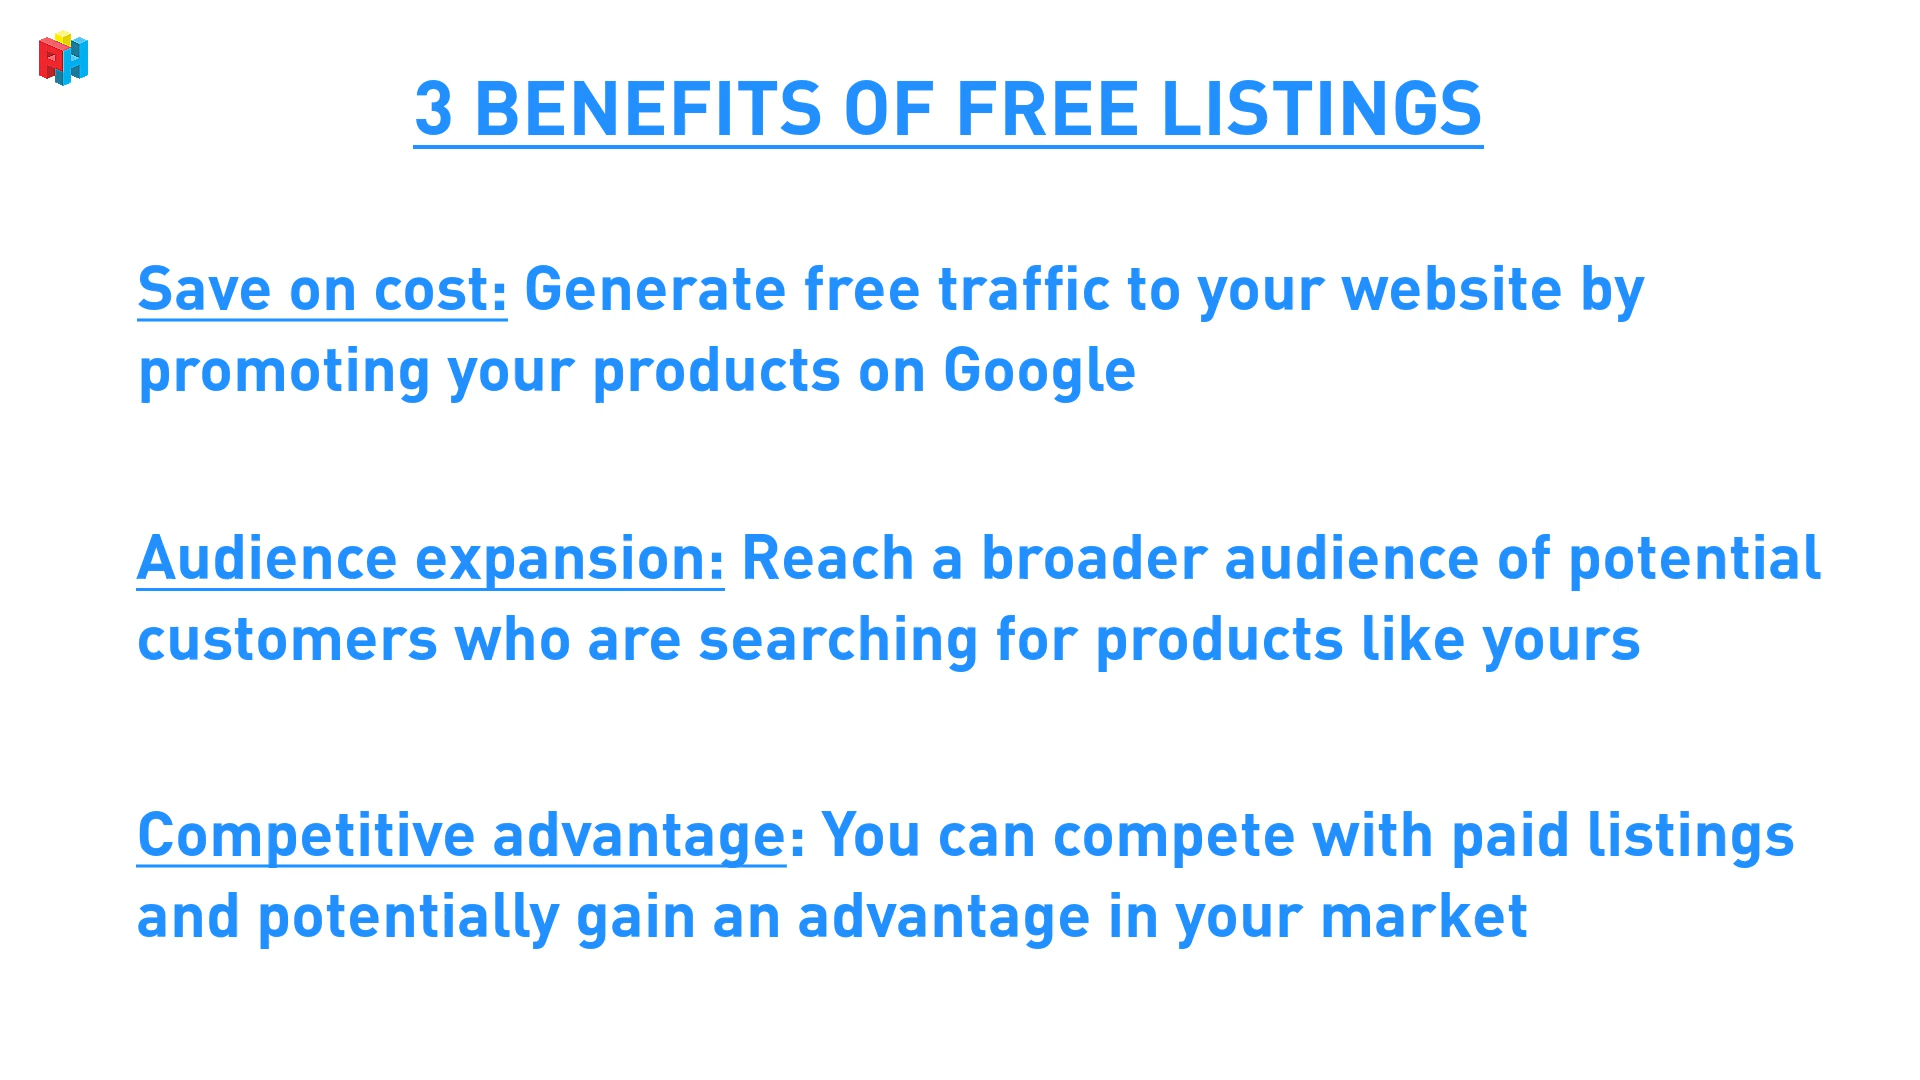 3 BENEFITS OF FREE LISTINGS
Save on cost: Generate free traffic to your website by
promoting your products on Google
Audience expansion: Reach a broader audience of potential
customers who are searching for products like yours
Competitive advantage: You can compete with paid listings
and potentially gain an advantage in your market